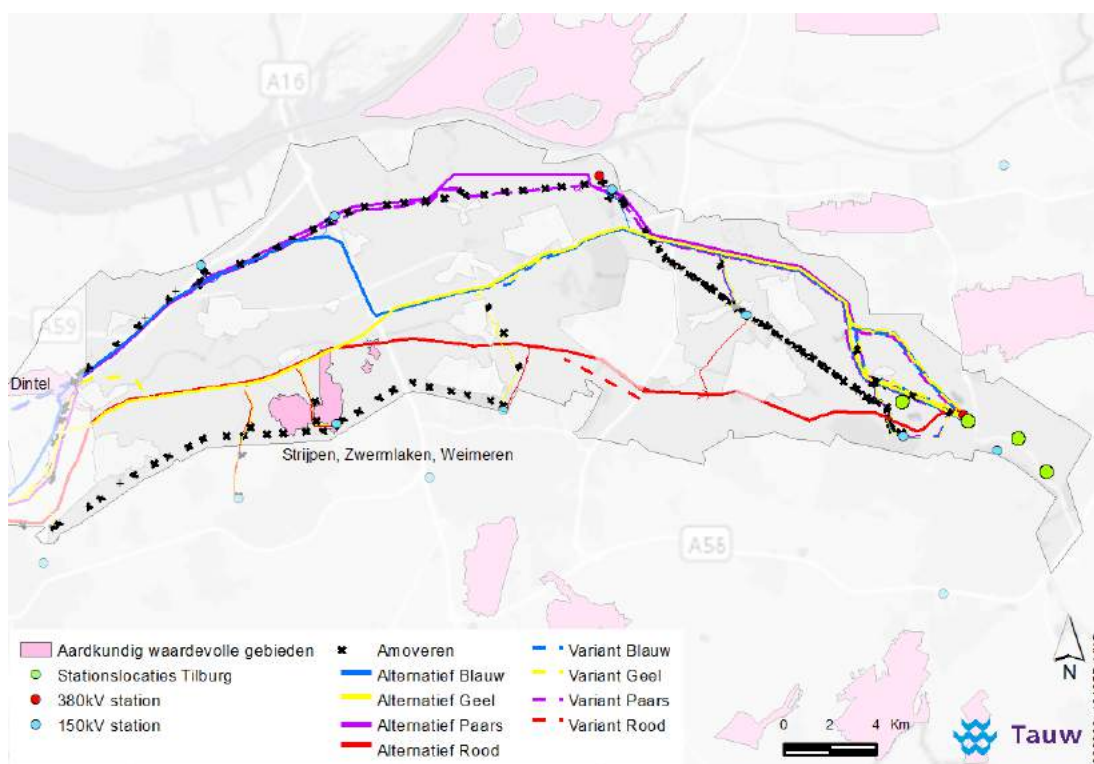 A16
A59
Dintel
Strijpen, Zwermlaken, Weimeren
A58
Aardkundig waardevolle gebieden
Stationslocaties Tilburg
380kV station
150kV station
Amoveren
Alternatief Blauw
Alternatief Geel
Alternatief Paars
Alternatief Rood
Variant Blauw
Variant Geel
Variant Paars
Variant Rood
0 2 4 Km
N
Tauw